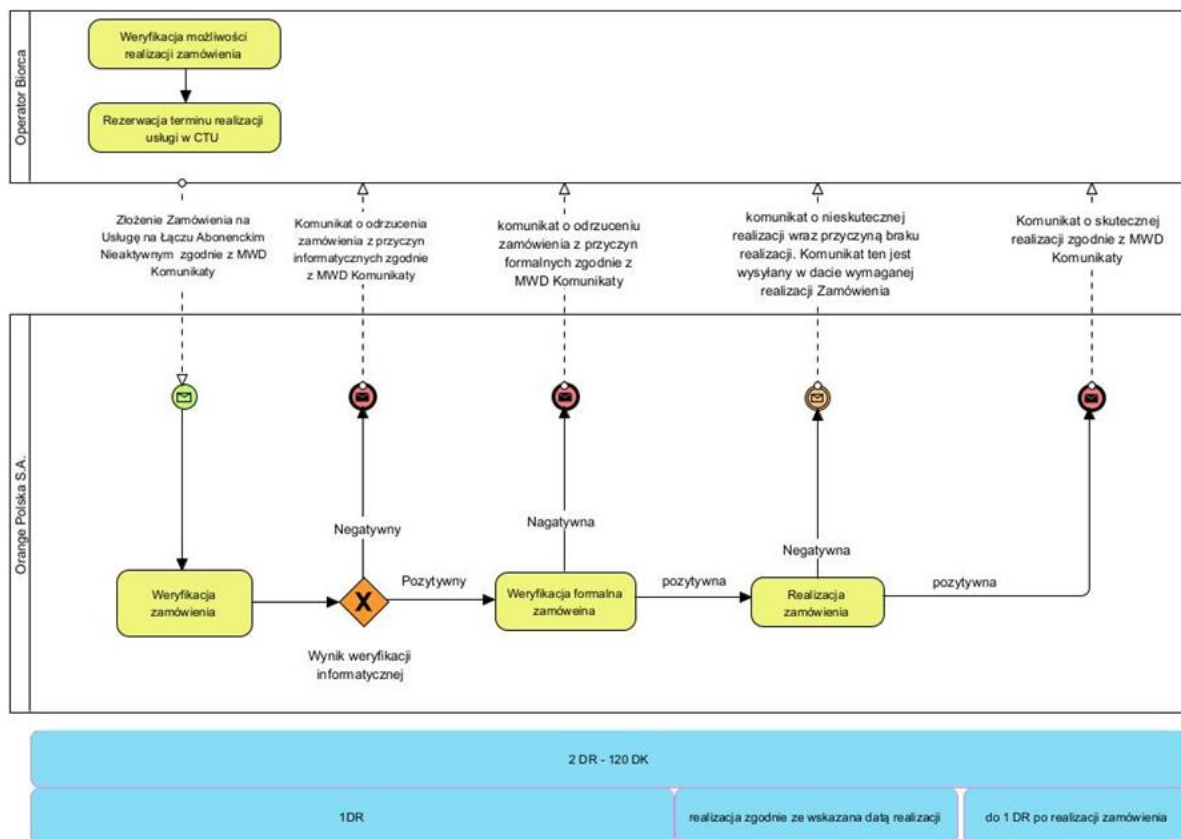 Operator Biorca
Weryfikacja możliwości
realizacji zamówienia
Rezerwacja terminu realizacji
usługi w CTU
Złożenie Zamówienia na
Usługę na Łączu Abonenckim
Nieaktywnym zgodnie z MWD
Komunikaty
Komunikat o odrzucenia
zamówienia z przyczyn
informatycznych zgodnie
z MWD Komunikaty
komunikat o odrzuceniu
zamówienia z przyczyn
formalnych zgodnie z
MWD Komunikaty
komunikat o nieskutecznej
realizacji wraz przyczyną braku
realizacji. Komunikat ten jest
wysyłany w dacie wymaganej
realizacji Zamówienia
Komunikat o skutecznej
realizacji zgodnie z MWD
Komunikaty
Orange Polska S.A.
Negatywny
Nagatywna
Negatywna
Weryfikacja
zamówienia
X
Pozytywny
Weryfikacja formalna
zamóweina
pozytywna
Realizacja
zamówienia
pozytywna
Wynik weryfikacji
informatycznej
2 DR - 120 DK
1DR
realizacja zgodnie ze wskazana datą realizacji
do 1 DR po realizacji zamówienia